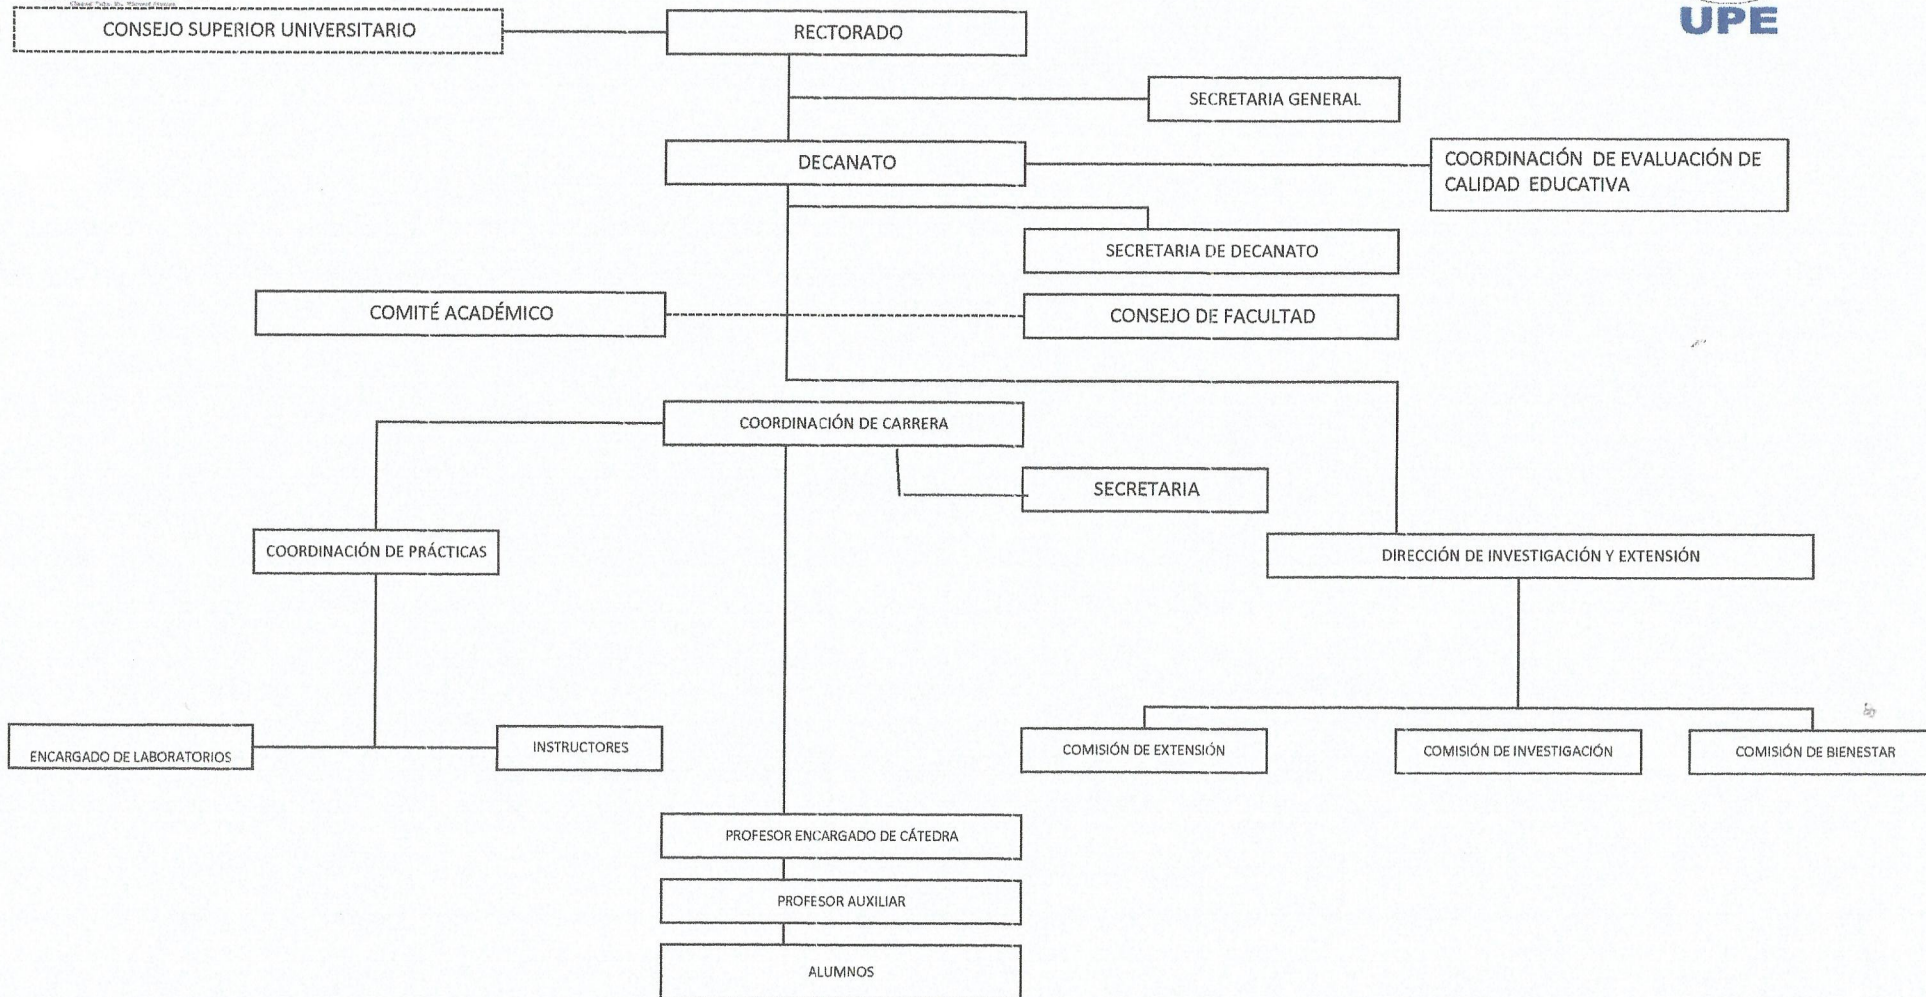 CONSEJO SUPERIOR UNIVERSITARIO
RECTORADO
UPE
SECRETARIA GENERAL
DECANATO
COORDINACIÓN DE EVALUACIÓN DE
CALIDAD EDUCATIVA
SECRETARIA DE DECANATO
COMITÉ ACADÉMICO
CONSEJO DE FACULTAD
COORDINACIÓN DE CARRERA
SECRETARIA
COORDINACIÓN DE PRÁCTICAS
DIRECCIÓN DE INVESTIGACIÓN Y EXTENSIÓN
ENCARGADO DE LABORATORIOS
INSTRUCTORES
COMISIÓN DE EXTENSIÓN
COMISIÓN DE INVESTIGACIÓN
COMISIÓN DE BIENESTAR
PROFESOR ENCARGADO DE CÁTEDRA
PROFESOR AUXILIAR
ALUMNOS